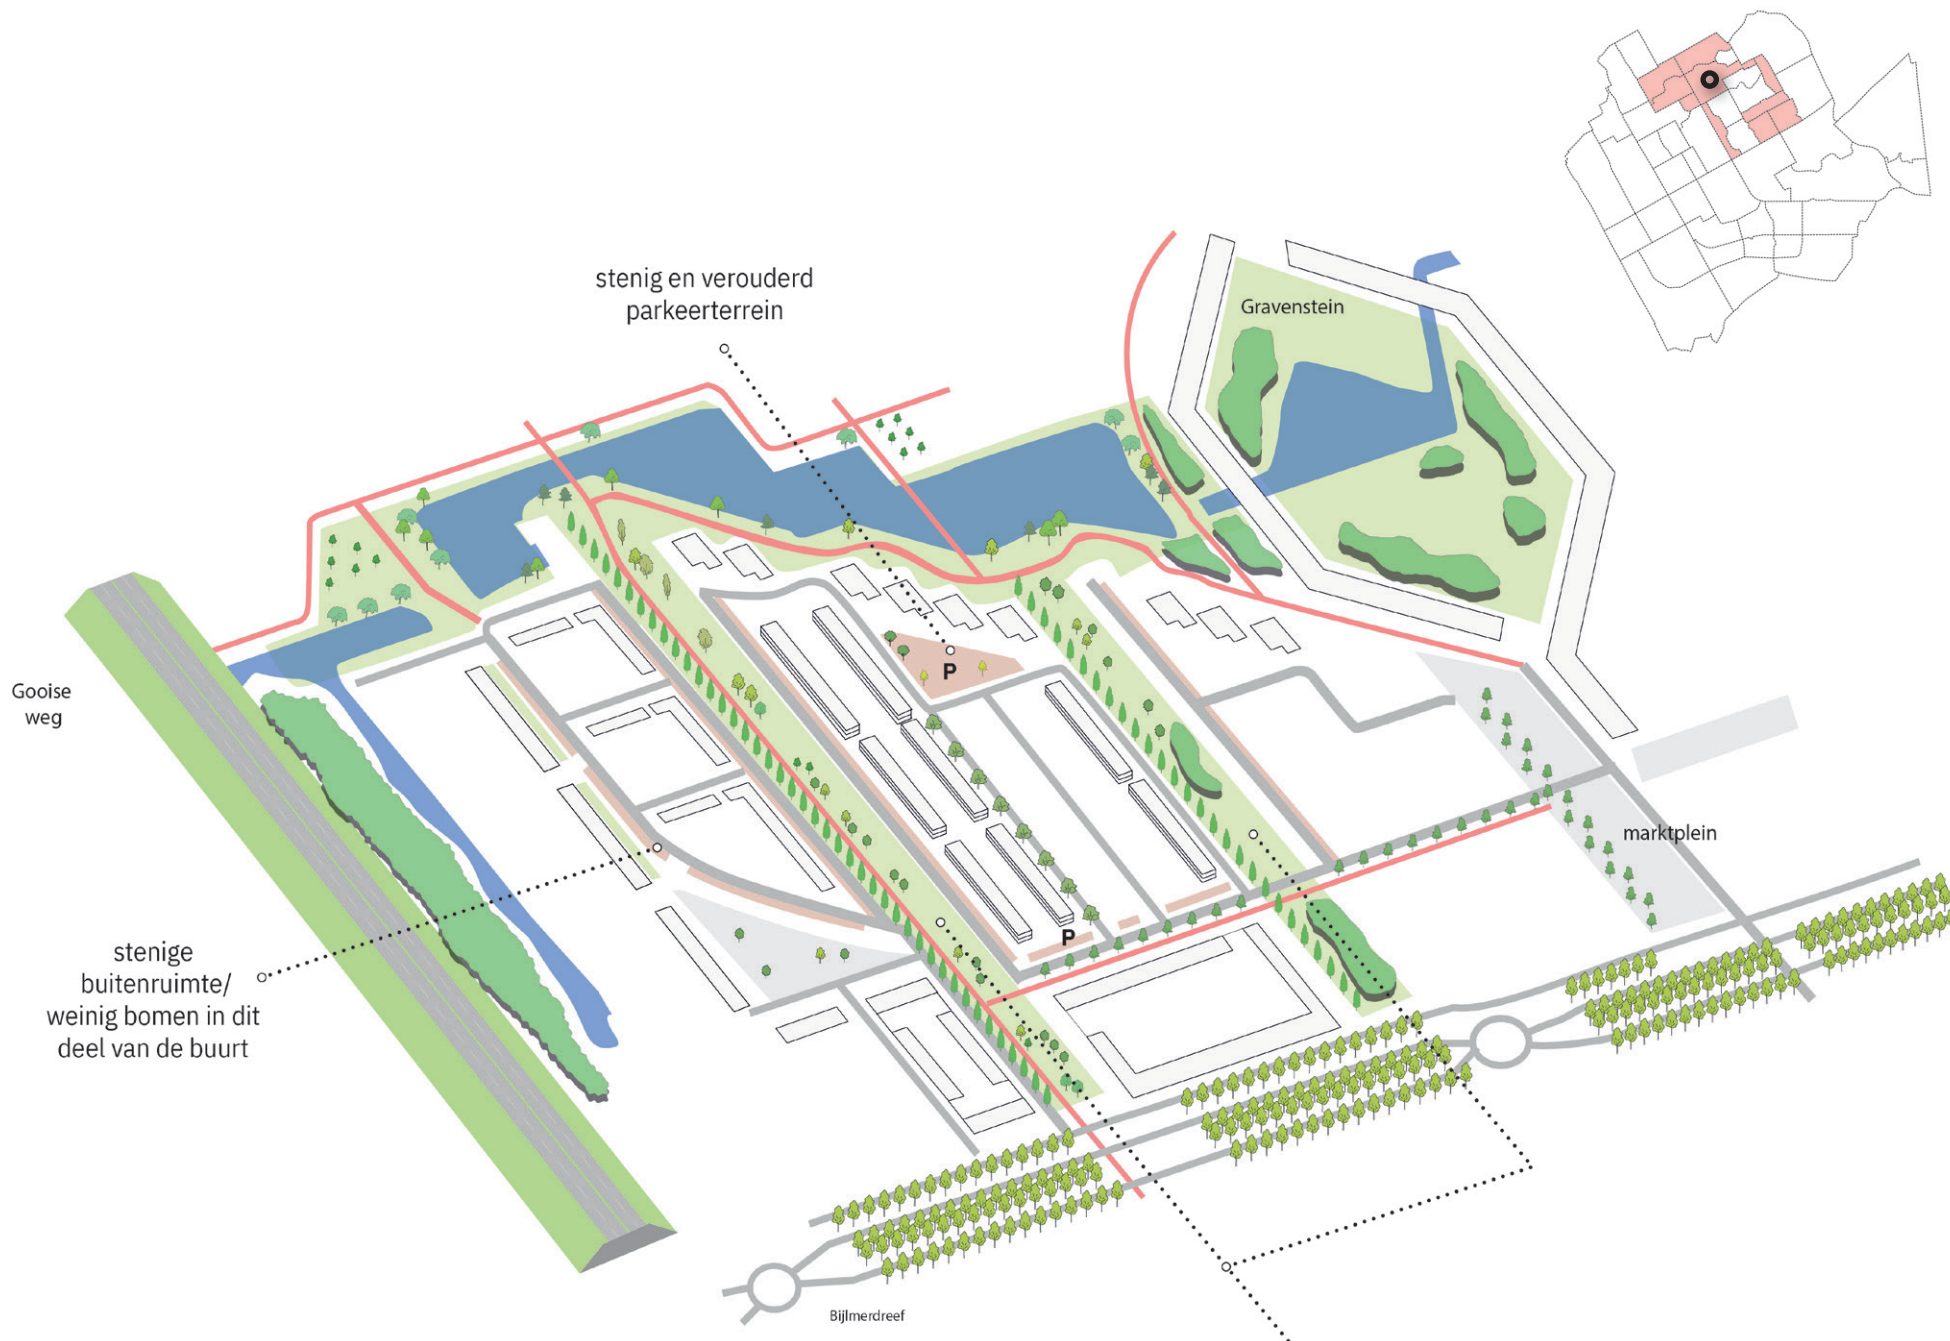 stenig en verouderd
parkeerterrein
Gravenstein
Gooise
weg
P
marktplein
P
stenige
buitenruimte/
weinig bomen in dit
deel van de buurt
Bijlmerdreef